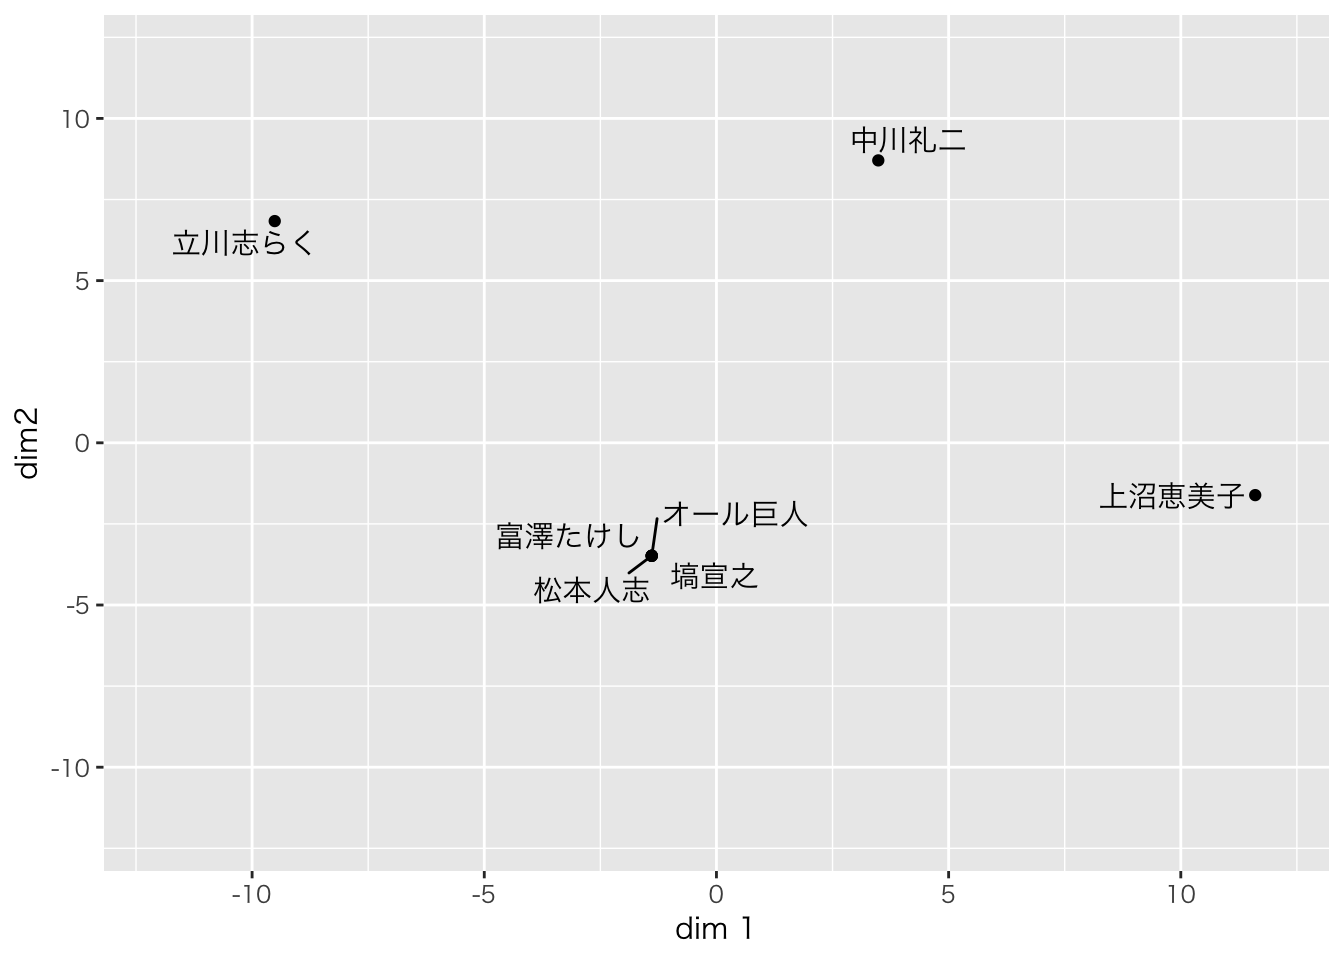 10
中川礼二
立川志らく
5
dim2
0
上沼恵美子
オール巨人
富澤たけし
塙宣之
松本人志
-5
-10
-10
-5
0
5
10
dim 1